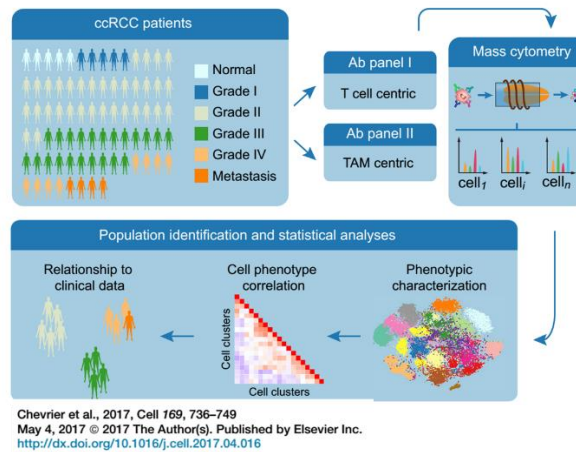 ccRCC patients
Normal
Grade I
Grade II
Grade III
Grade IV
Metastasis
Ab panel I
T cell centric
Ab panel II
TAM centric
Mass cytometry
cell1 celli celln
Population identification and statistical analyses
Relationship to
clinical data
Cell phenotype
correlation
Cell clusters
Cell clusters
Phenotypic
characterization
Chevrier et al., 2017, Cell 169, 736–749
May 4, 2017 © 2017 The Author(s). Published by Elsevier Inc.
http://dx.doi.org/10.1016/j.cell.2017.04.016